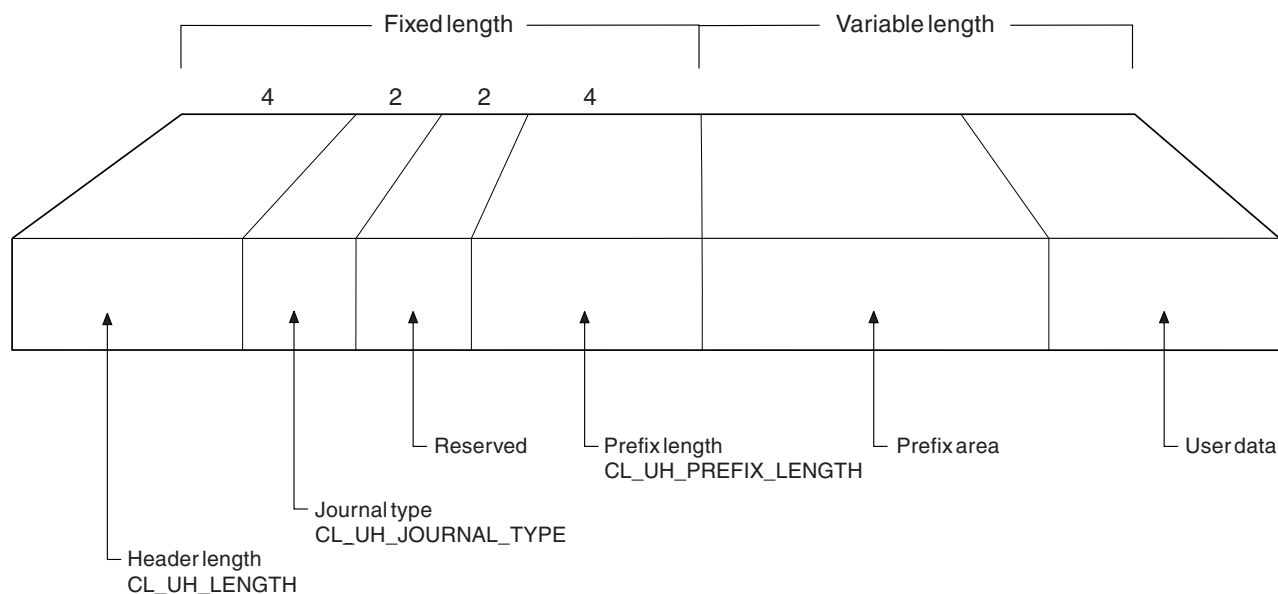 Fixed length
Variable length
4 2 2 4
Reserved
Prefix length
CL_UH_PREFIX_LENGTH
Prefix area
User data
Journal type
CL_UH_JOURNAL_TYPE
Header length
CL_UH_LENGTH